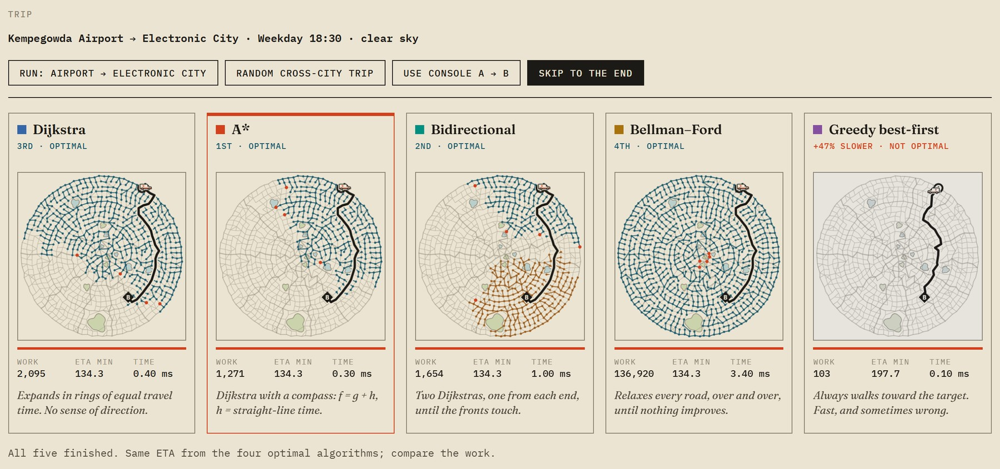 TRIP
Kempegowda Airport → Electronic City · Weekday 18:30 · clear sky
RUN: AIRPORT → ELECTRONIC CITY
RANDOM CROSS-CITY TRIP
USE CONSOLE A → B
SKIP TO THE END
Dijkstra
3RD · OPTIMAL
B
WORK ETA MIN TIME
2,095 134.3 0.40 ms
Expands in rings of equal travel
time. No sense of direction.
A*
1ST · OPTIMAL
B
WORK ETA MIN TIME
1,271 134.3 0.30 ms
Dijkstra with a compass: f = g + h,
h = straight-line time.
Bidirectional
2ND · OPTIMAL
B
WORK ETA MIN TIME
1,654 134.3 1.00 ms
Two Dijkstras, one from each end,
until the fronts touch.
Bellman–Ford
4TH · OPTIMAL
B
WORK ETA MIN TIME
136,920 134.3 3.40 ms
Relaxes every road, over and over,
until nothing improves.
Greedy best-first
+47% SLOWER · NOT OPTIMAL
B
WORK ETA MIN TIME
103 197.7 0.10 ms
Always walks toward the target.
Fast, and sometimes wrong.
All five finished. Same ETA from the four optimal algorithms; compare the work.